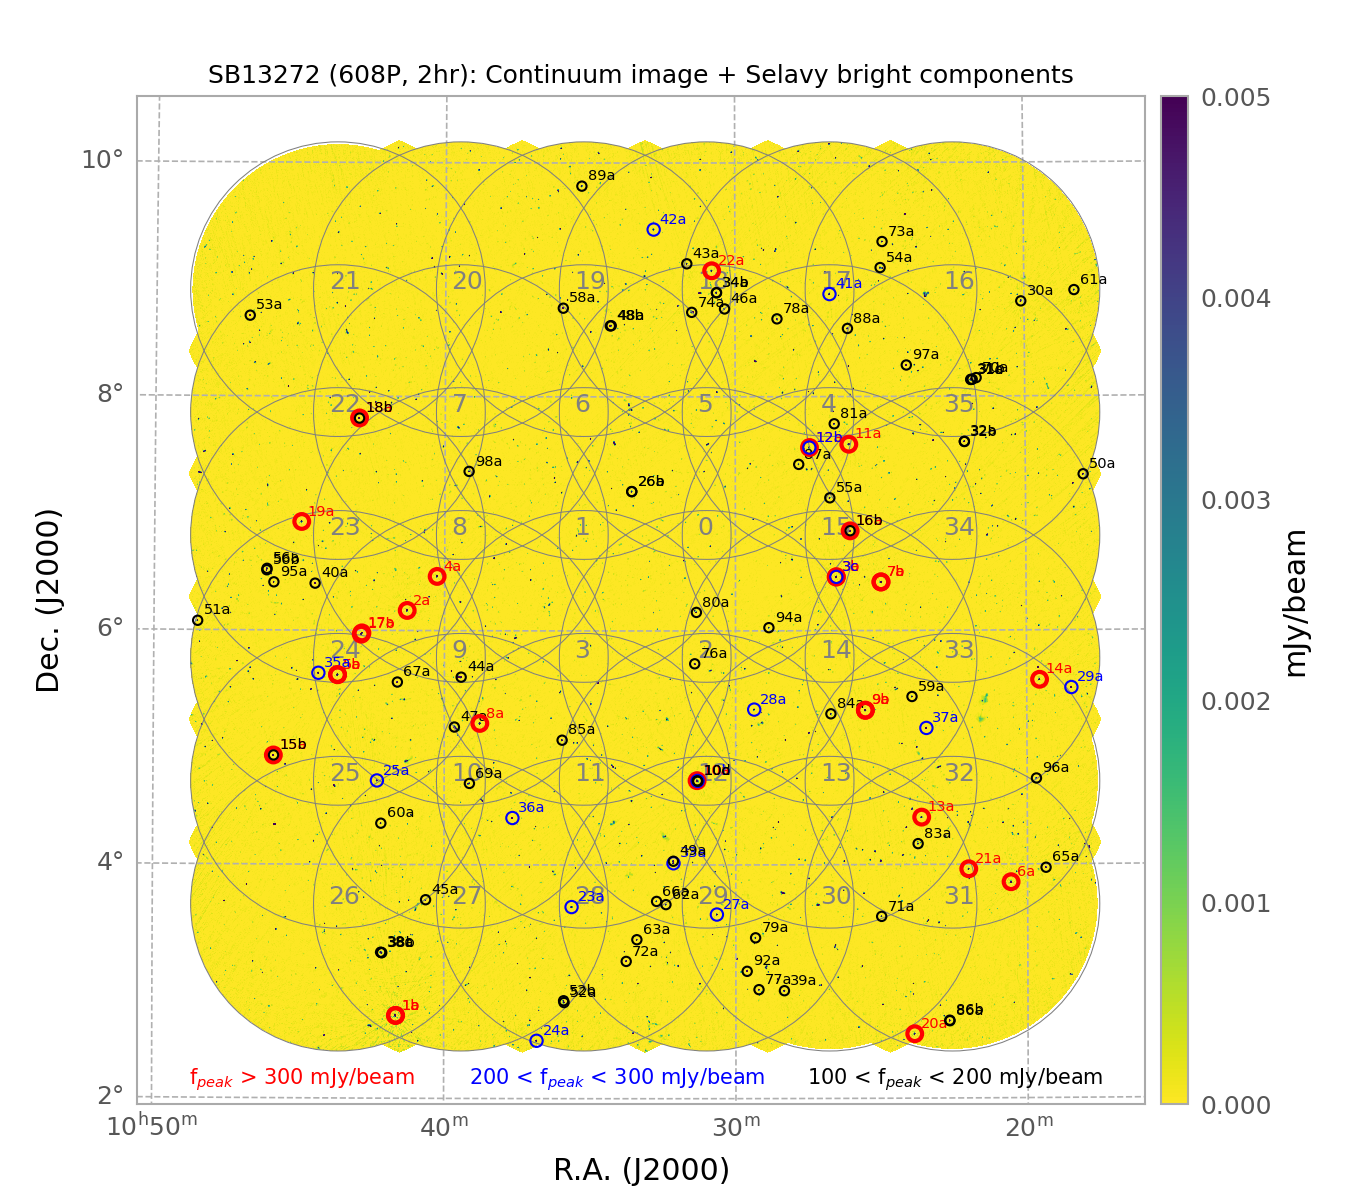 SB13272 (608P, 2hr): Continuum image + Selavy bright components
0.005
10°
89a
42a
73a
43a
22a
54a
21
20
19
17
41a
16
61a
34b
30a
0.004
58a
74a
46a
53a
48b
78a
88a
97a
31b
8°
22
18b
7
6
5
4
35
81a
12b
11a
32b
98a
50a
26b
55a
0.003
19a
23
8
1
0
15
16b
34
56b
95a
40a
4a
7b
2a
80a
51a
94a
17b
6°
24
9
3
2
76a
14
33
35a
67a
44a
14a
29a
59a
28a
84a
9b
37a
0.002
47a
8a
85a
15b
25
25a
10
69a
11
12
10d
13
32
96a
36a
13a
60a
83a
49a
4°
65a
21a
6a
26
45a
27
28
23a
66a
62a
29
27a
30
31
71a
0.001
63a
79a
38b
72a
92a
77a
39a
52b
1b
86b
24a
20a
f peak > 300 mJy/beam
200 < f peak < 300 mJy/beam
100 < f peak < 200 mJy/beam
2°
0.000
10h50m
40m
30m
20m
R.A. (J2000)
Dec. (J2000)
mJy/beam